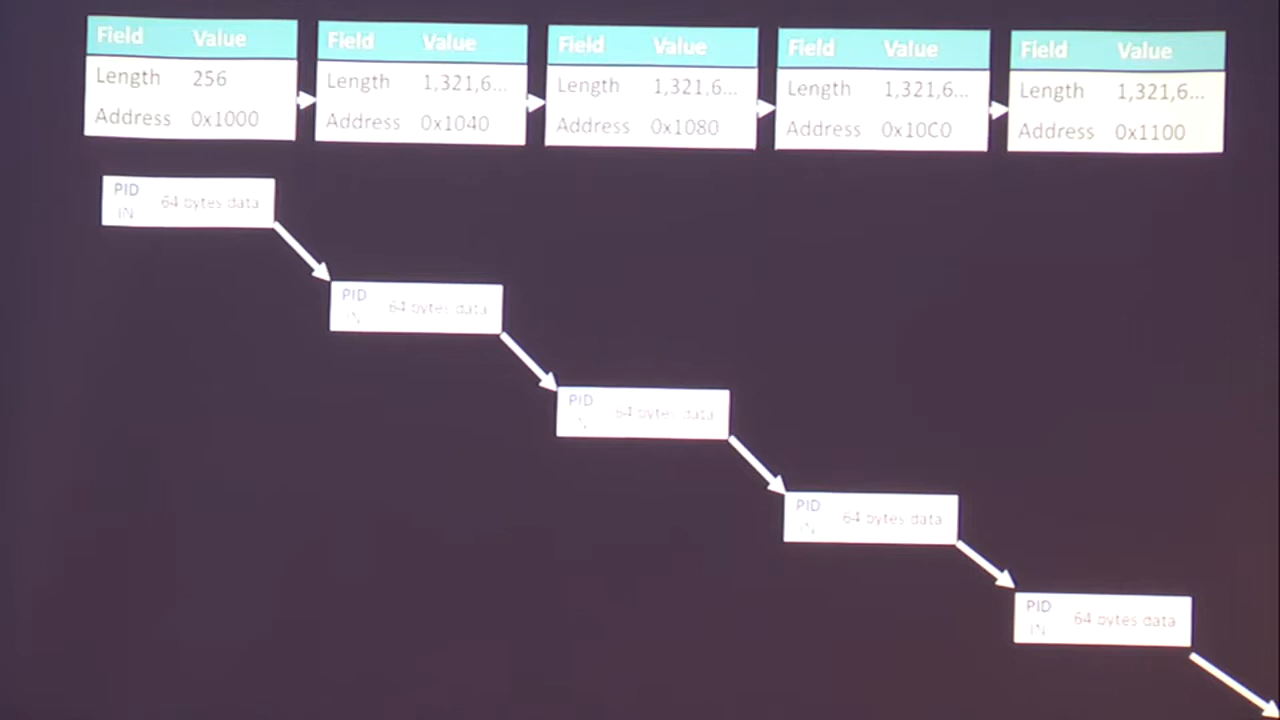 Field Value
Length 256
Address 0x1000
Field Value
Length 1,321,6...
Address 0x1040
Field Value
Length 1,321,6...
Address 0x1080
Field Value
Length 1,321,6...
Address 0x10C0
Field Value
Length 1,321,6...
Address 0x1100
PID
IN
64 bytes data
PID
IN
64 bytes data
PID
64 bytes data
PID
IN
64 bytes data
PID
IN
64 bytes data